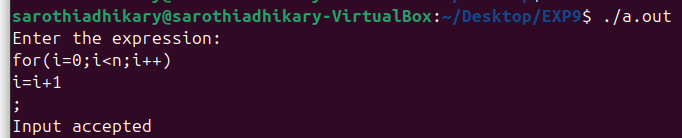 sarothiadhikary@sarothiadhikary-VirtualBox:~/Desktop/EXP9$ ./a.out
Enter the expression:
for(i=0;i<n;i++)
i=i+1
;
Input accepted